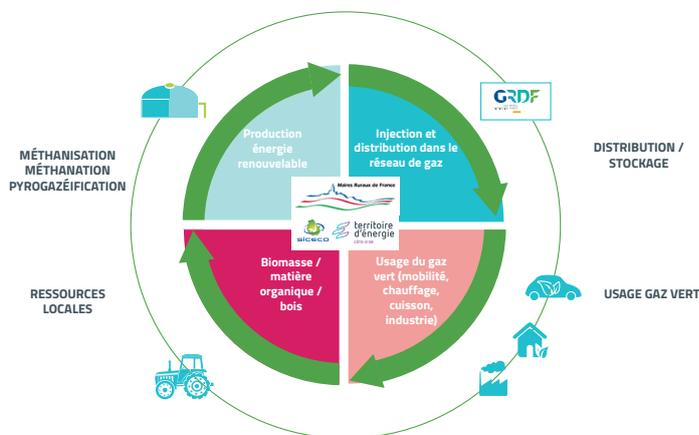 MÉTHANISATION
MÉTHANATION
PYROGAZÉIFICATION
RESSOURCES
LOCALES
Production
énergie
renouvelable
Injection et
distribution dans le
réseau de gaz
Maires Ruraux de France
siceco
territoire
d'énergie
CÔTE-D'OR
Biomasse /
matière
organique /
bois
Usage du gaz
vert (mobilité,
chauffage,
cuisson,
industrie)
GRDF
DISTRIBUTION /
STOCKAGE
USAGE GAZ VERT